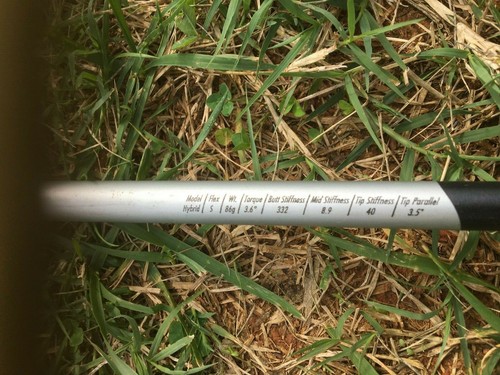 Model Flex Wt. Torque Butt Stiffness Mid Stiffness Tip Stiffness Tip Parallel
Hybrid S 86g 3.6° 332 8.9 40 3.5"